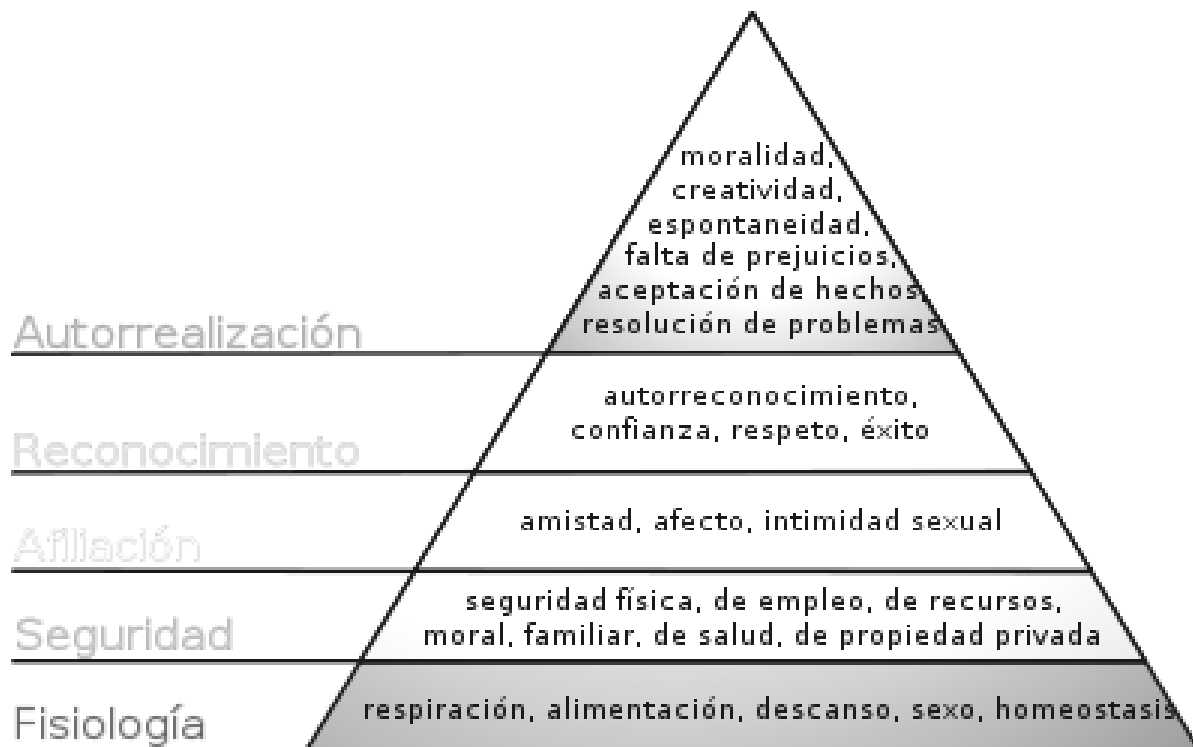 moralidad,
creatividad,
espontaneidad,
falta de prejuicios,
aceptación de hechos,
resolución de problemas
Autorrealización
autorreconocimiento,
confianza, respeto, éxito
Reconocimiento
amistad, afecto, intimidad sexual
Afiliación
seguridad física, de empleo, de recursos,
moral, familiar, de salud, de propiedad privada
Seguridad
respiración, alimentación, descanso, sexo, homeostasis
Fisiología